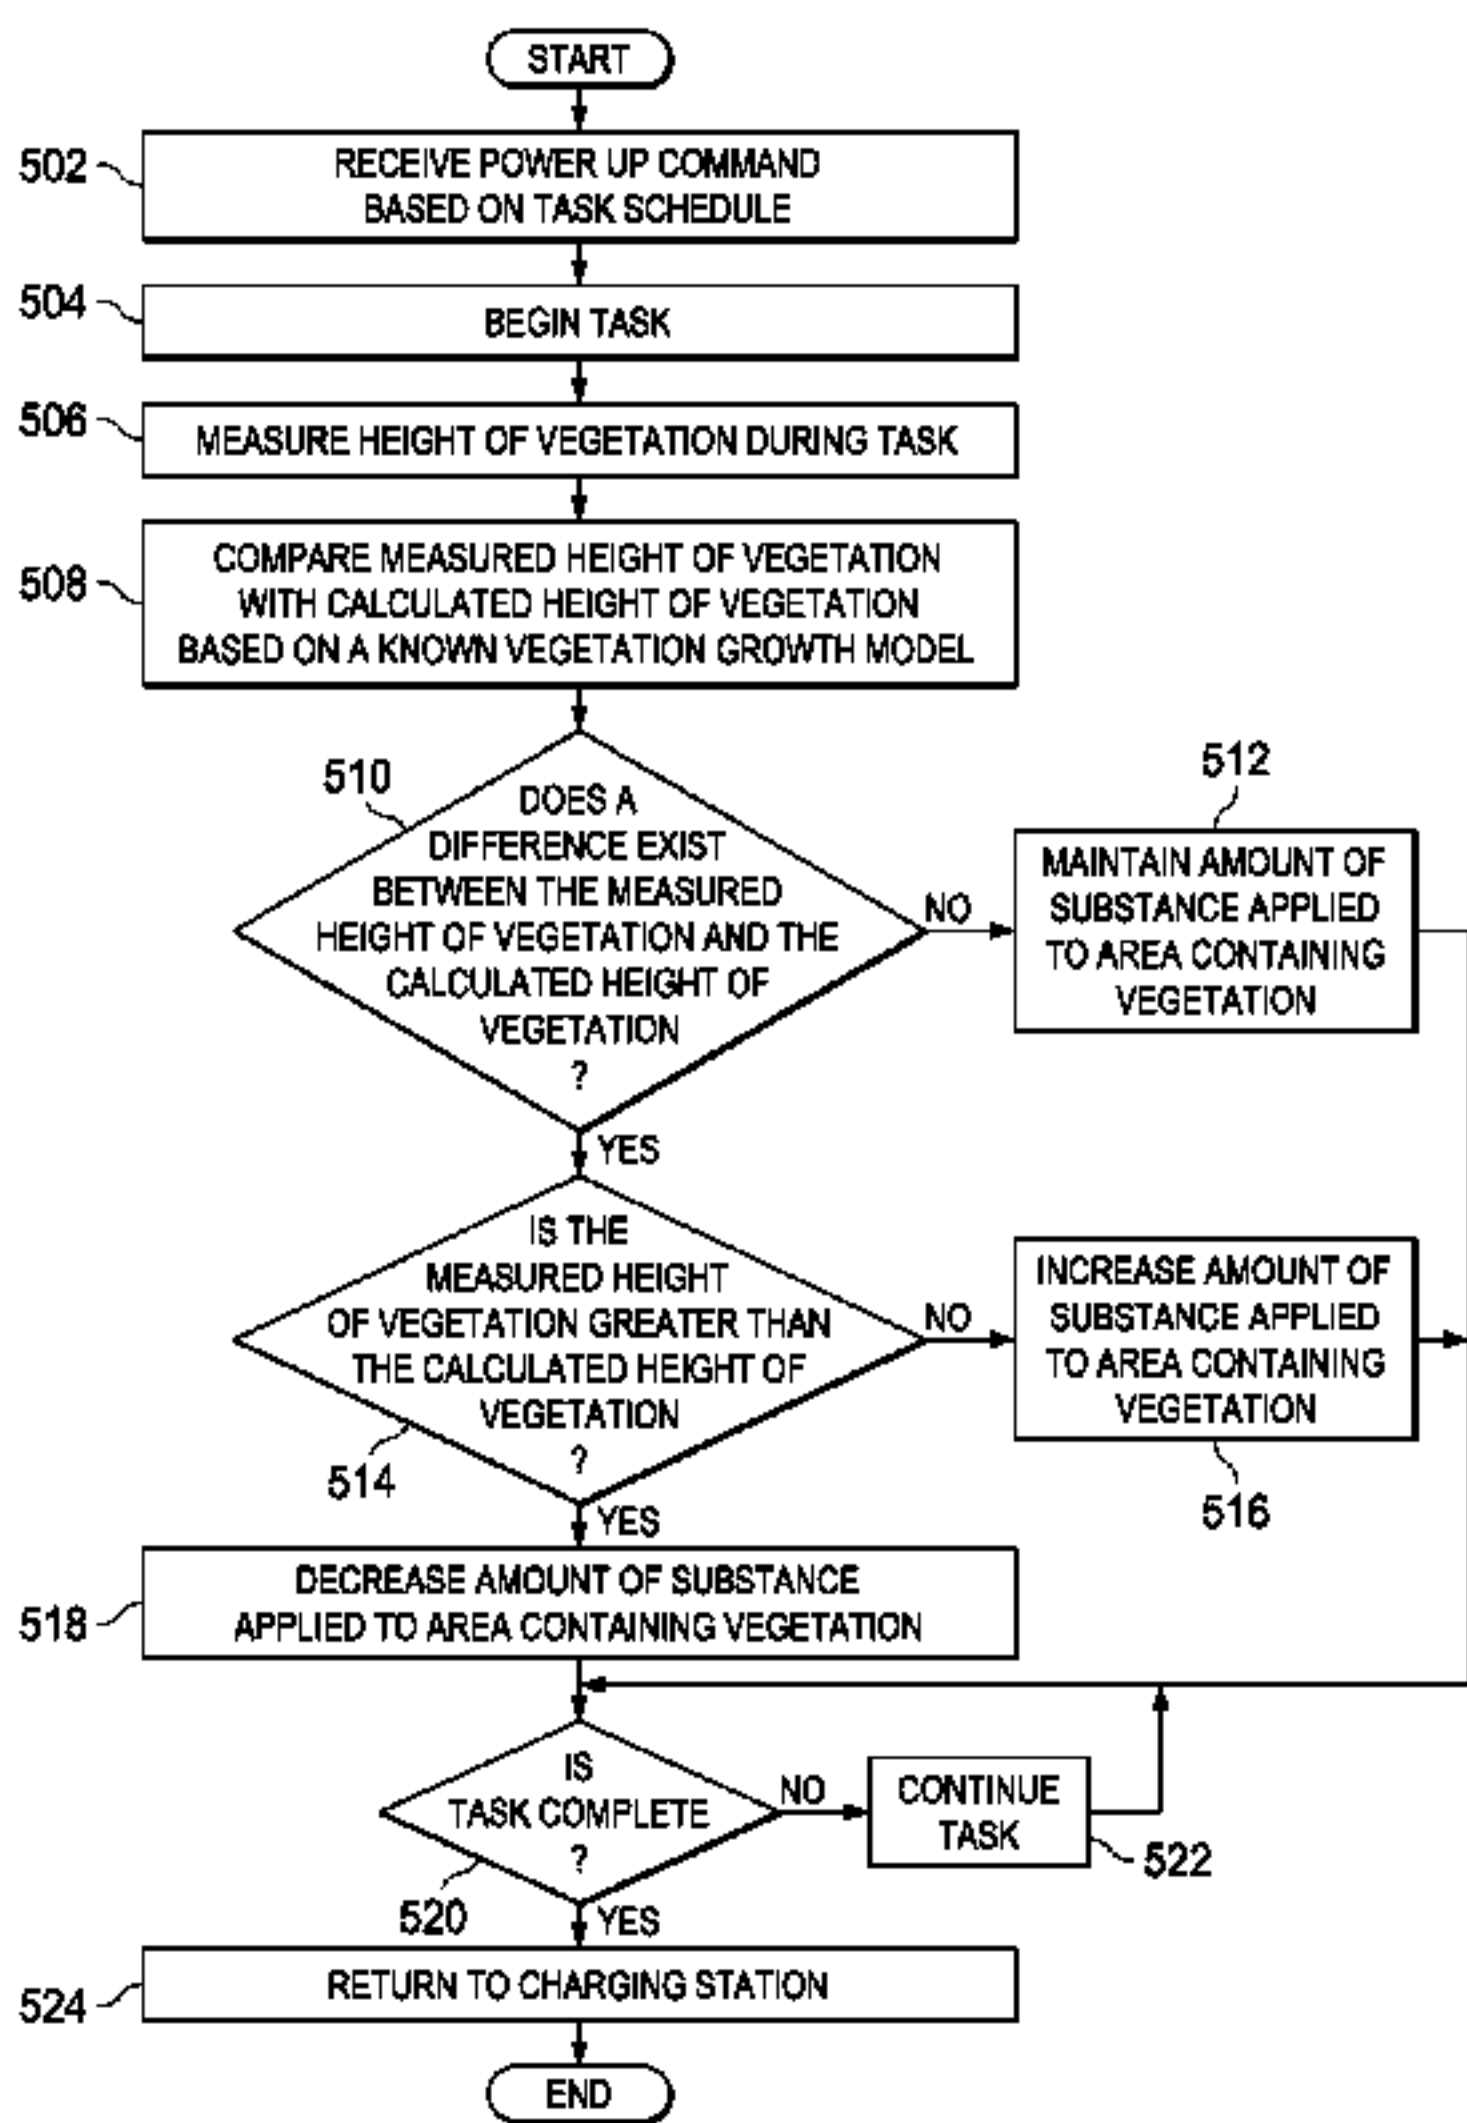 START
502
RECEIVE POWER UP COMMAND
BASED ON TASK SCHEDULE
504
BEGIN TASK
506
MEASURE HEIGHT OF VEGETATION DURING TASK
508
COMPARE MEASURED HEIGHT OF VEGETATION
WITH CALCULATED HEIGHT OF VEGETATION
BASED ON A KNOWN VEGETATION GROWTH MODEL
510
DOES A
DIFFERENCE EXIST
BETWEEN THE MEASURED
HEIGHT OF VEGETATION AND THE
CALCULATED HEIGHT OF
VEGETATION
?
NO
512
MAINTAIN AMOUNT OF
SUBSTANCE APPLIED
TO AREA CONTAINING
VEGETATION
YES
IS THE
MEASURED HEIGHT
OF VEGETATION GREATER THAN
THE CALCULATED HEIGHT OF
VEGETATION
?
514
NO
INCREASE AMOUNT OF
SUBSTANCE APPLIED
TO AREA CONTAINING
VEGETATION
516
YES
518
DECREASE AMOUNT OF SUBSTANCE
APPLIED TO AREA CONTAINING VEGETATION
IS
TASK COMPLETE
?
520
NO
CONTINUE
TASK
522
YES
524
RETURN TO CHARGING STATION
END